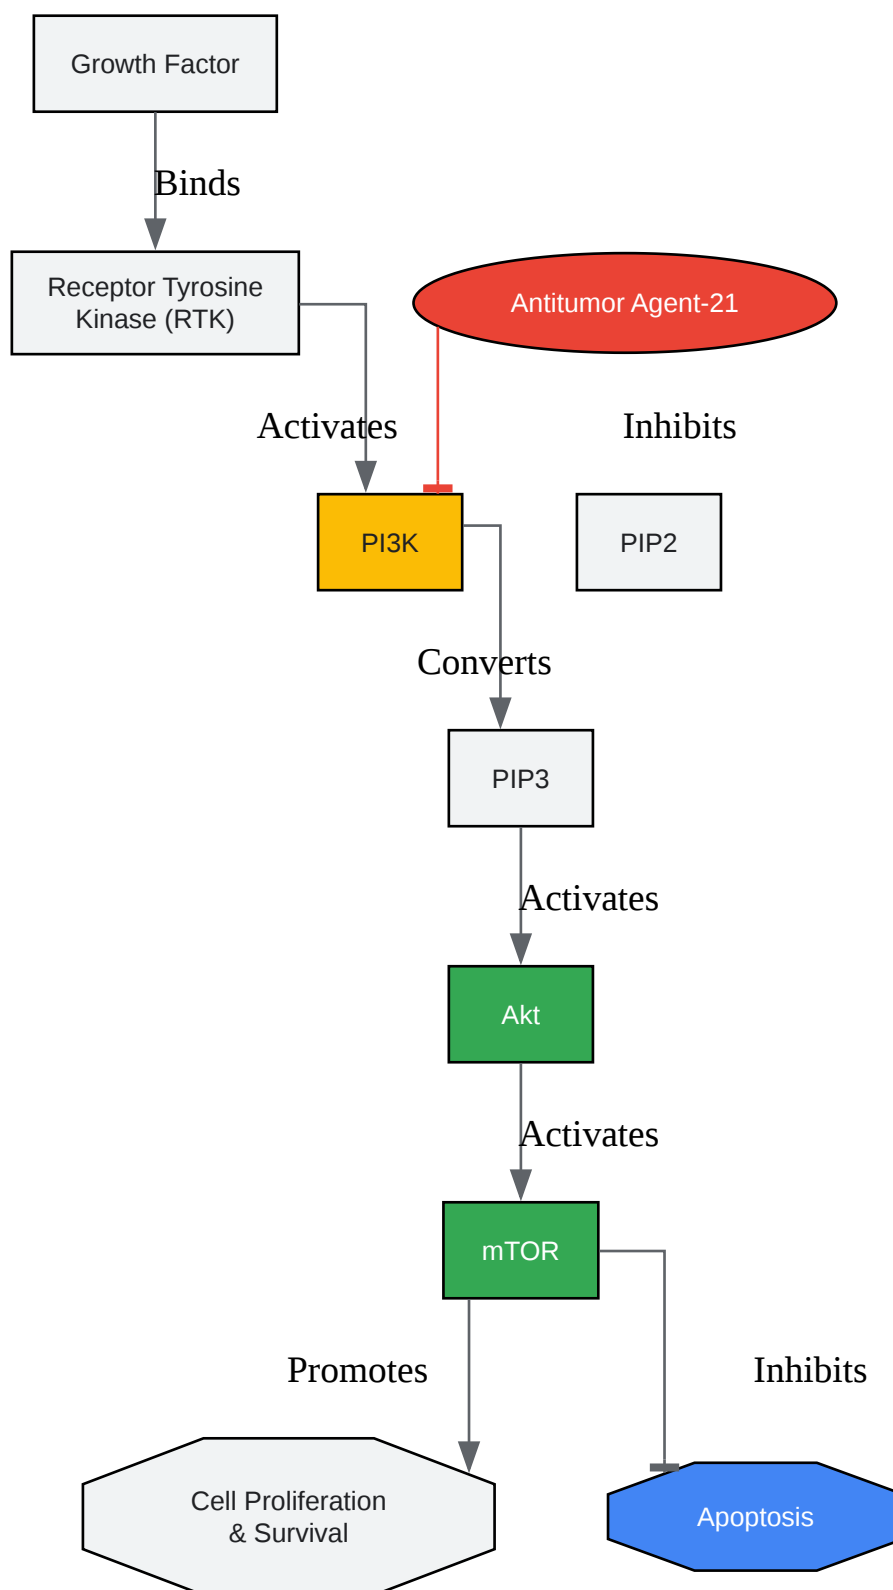 Growth Factor
Binds
Receptor Tyrosine
Kinase (RTK)
Antitumor Agent-21
Activates
Inhibits
PI3K
PIP2
Converts
PIP3
Activates
Akt
Activates
mTOR
Promotes
Inhibits
Cell Proliferation
& Survival
Apoptosis